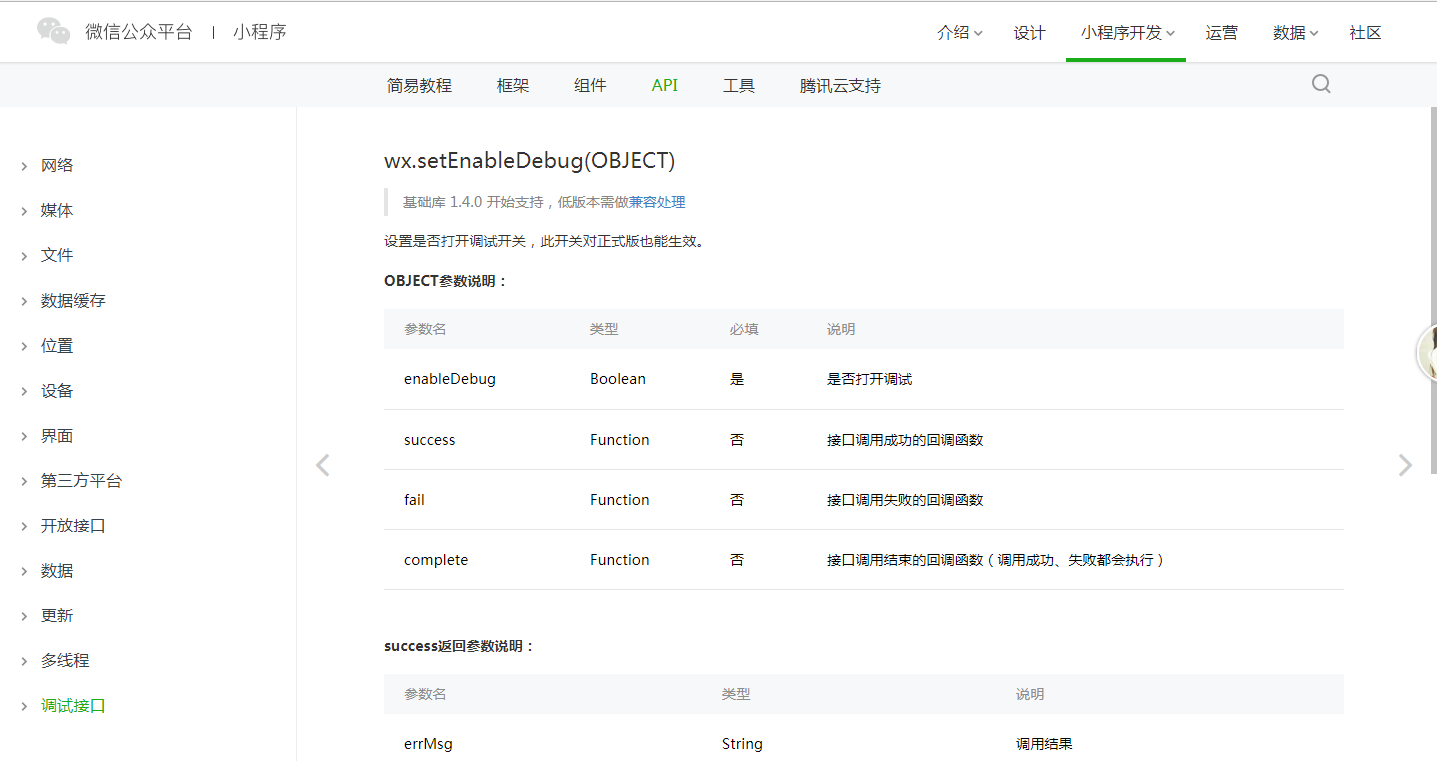 微信公众平台 | 小程序 介绍 设计 小程序开发 运营 数据 社区
简易教程 框架 组件 API 工具 腾讯云支持
网络
媒体
文件
数据缓存
位置
设备
界面
第三方平台
开放接口
数据
更新
多线程
调试接口
wx.setEnableDebug(OBJECT)
基础库 1.4.0 开始支持，低版本需做兼容处理
设置是否打开调试开关，此开关对正式版也能生效。
OBJECT参数说明：
参数名 类型 必填 说明
enableDebug Boolean 是 是否打开调试
success Function 否 接口调用成功的回调函数
fail Function 否 接口调用失败的回调函数
complete Function 否 接口调用结束的回调函数（调用成功、失败都会执行）
success返回参数说明：
参数名 类型 说明
errMsg String 调用结果